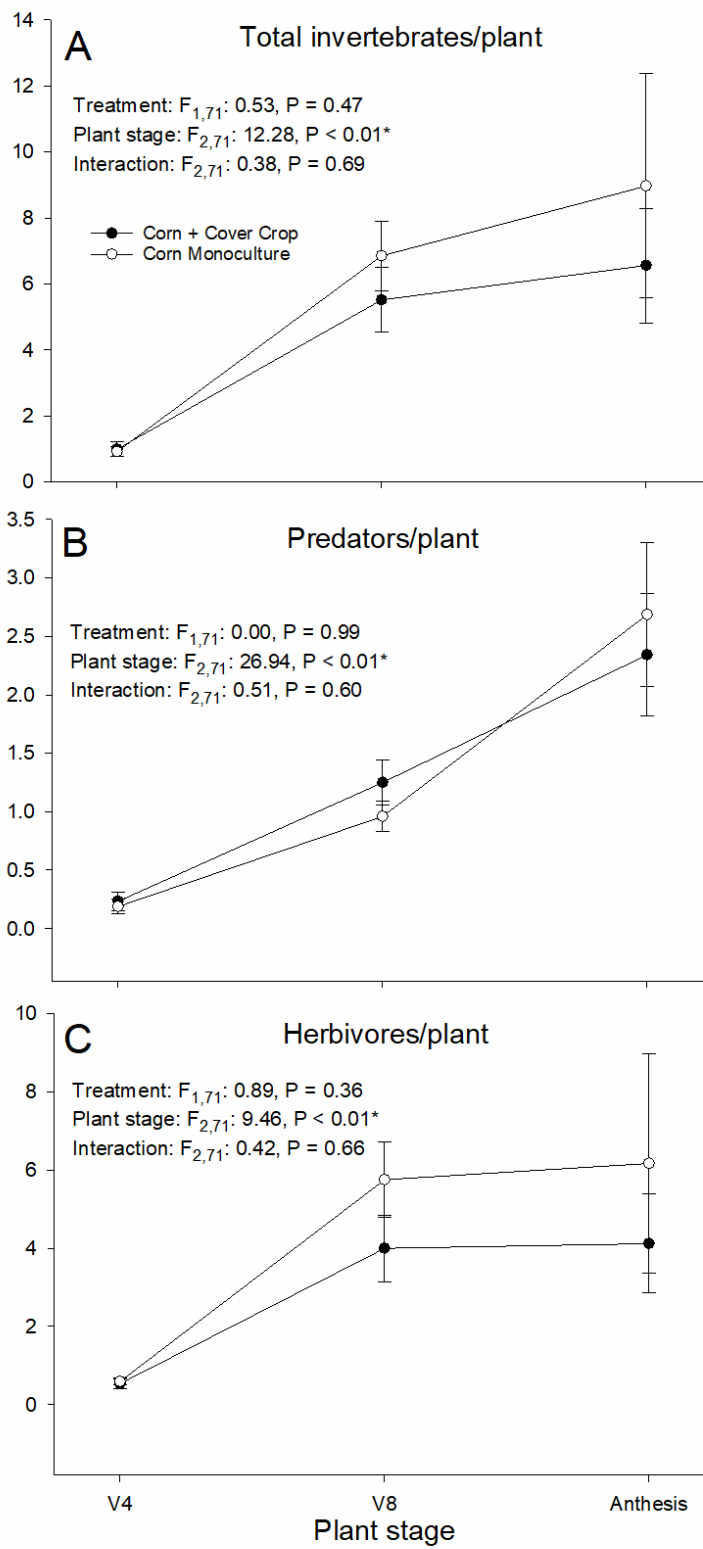 A
Total invertebrates/plant
Treatment: F1,71: 0.53, P = 0.47
Plant stage: F2,71: 12.28, P < 0.01*
Interaction: F2,71: 0.38, P = 0.69
Corn + Cover Crop
Corn Monoculture
14
12
10
8
6
4
2
0
B
Predators/plant
Treatment: F1,71: 0.00, P = 0.99
Plant stage: F2,71: 26.94, P < 0.01*
Interaction: F2,71: 0.51, P = 0.60
3.5
3.0
2.5
2.0
1.5
1.0
0.5
0.0
C
Herbivores/plant
Treatment: F1,71: 0.89, P = 0.36
Plant stage: F2,71: 9.46, P < 0.01*
Interaction: F2,71: 0.42, P = 0.66
10
8
6
4
2
0
V4 V8 Anthesis
Plant stage